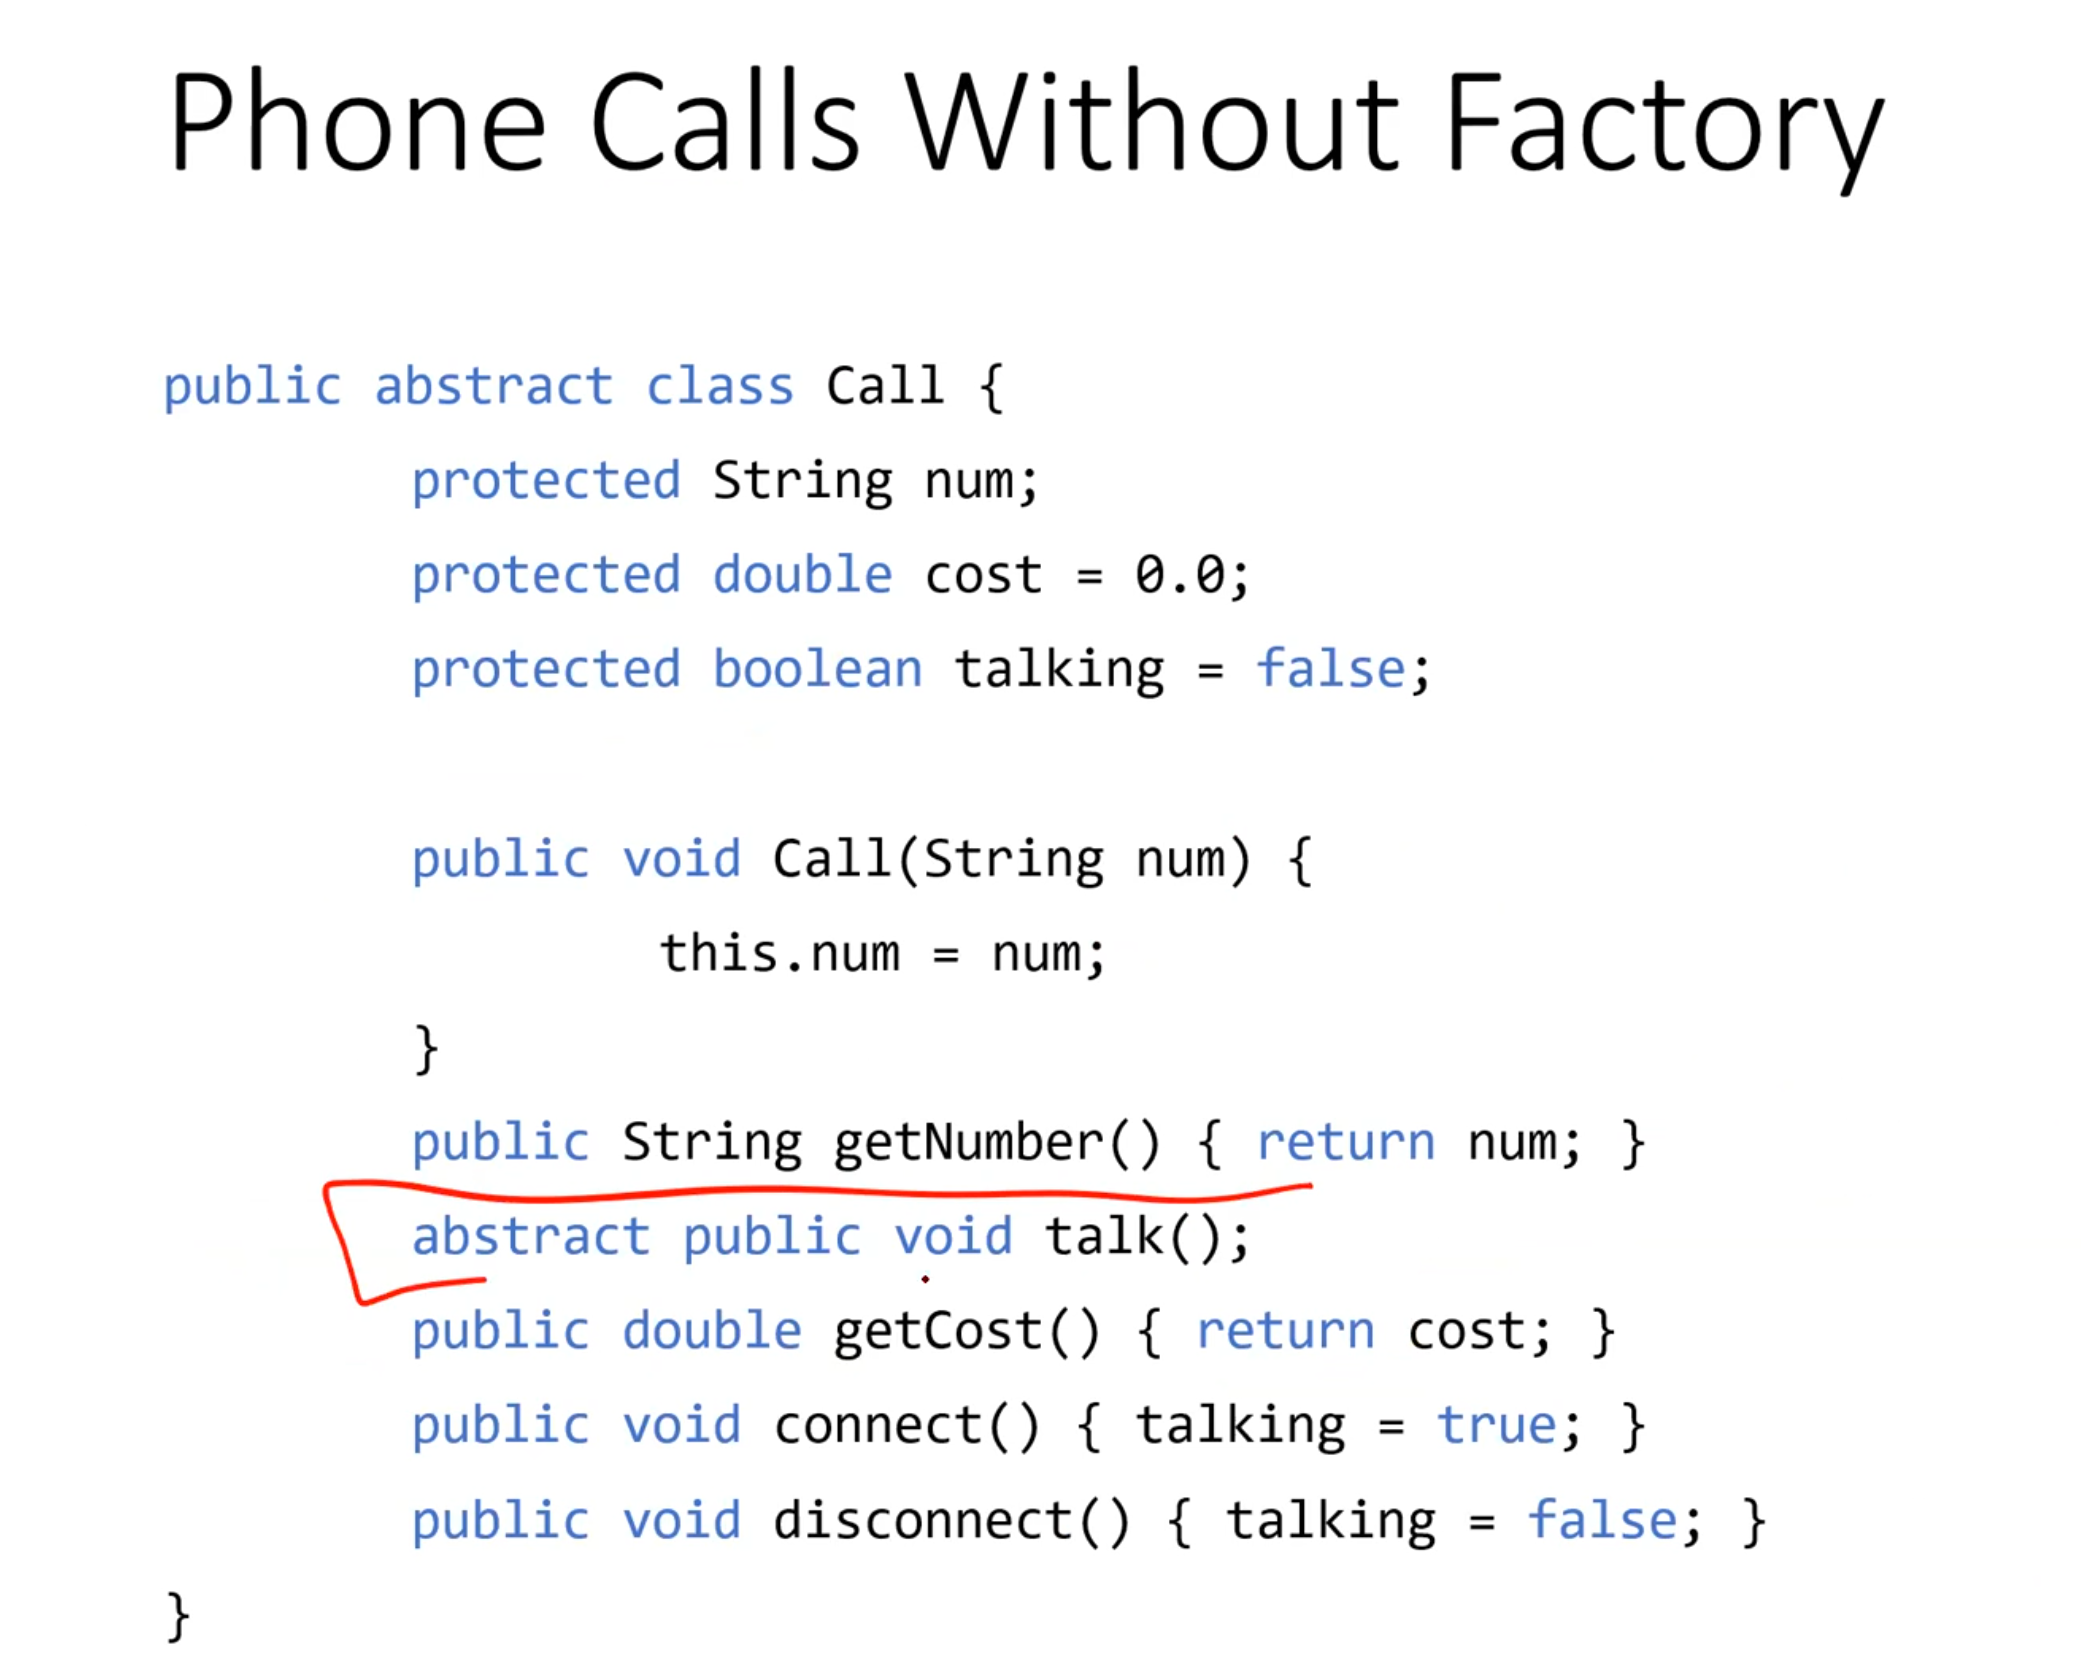 Phone Calls Without Factory
public abstract class Call {
protected String num;
protected double cost = 0.0;
protected boolean talking = false;
public void Call(String num) {
this.num = num;
}
public String getNumber() { return num; }
abstract public void talk();
public double getCost() { return cost; }
public void connect() { talking = true; }
public void disconnect() { talking = false; }
}